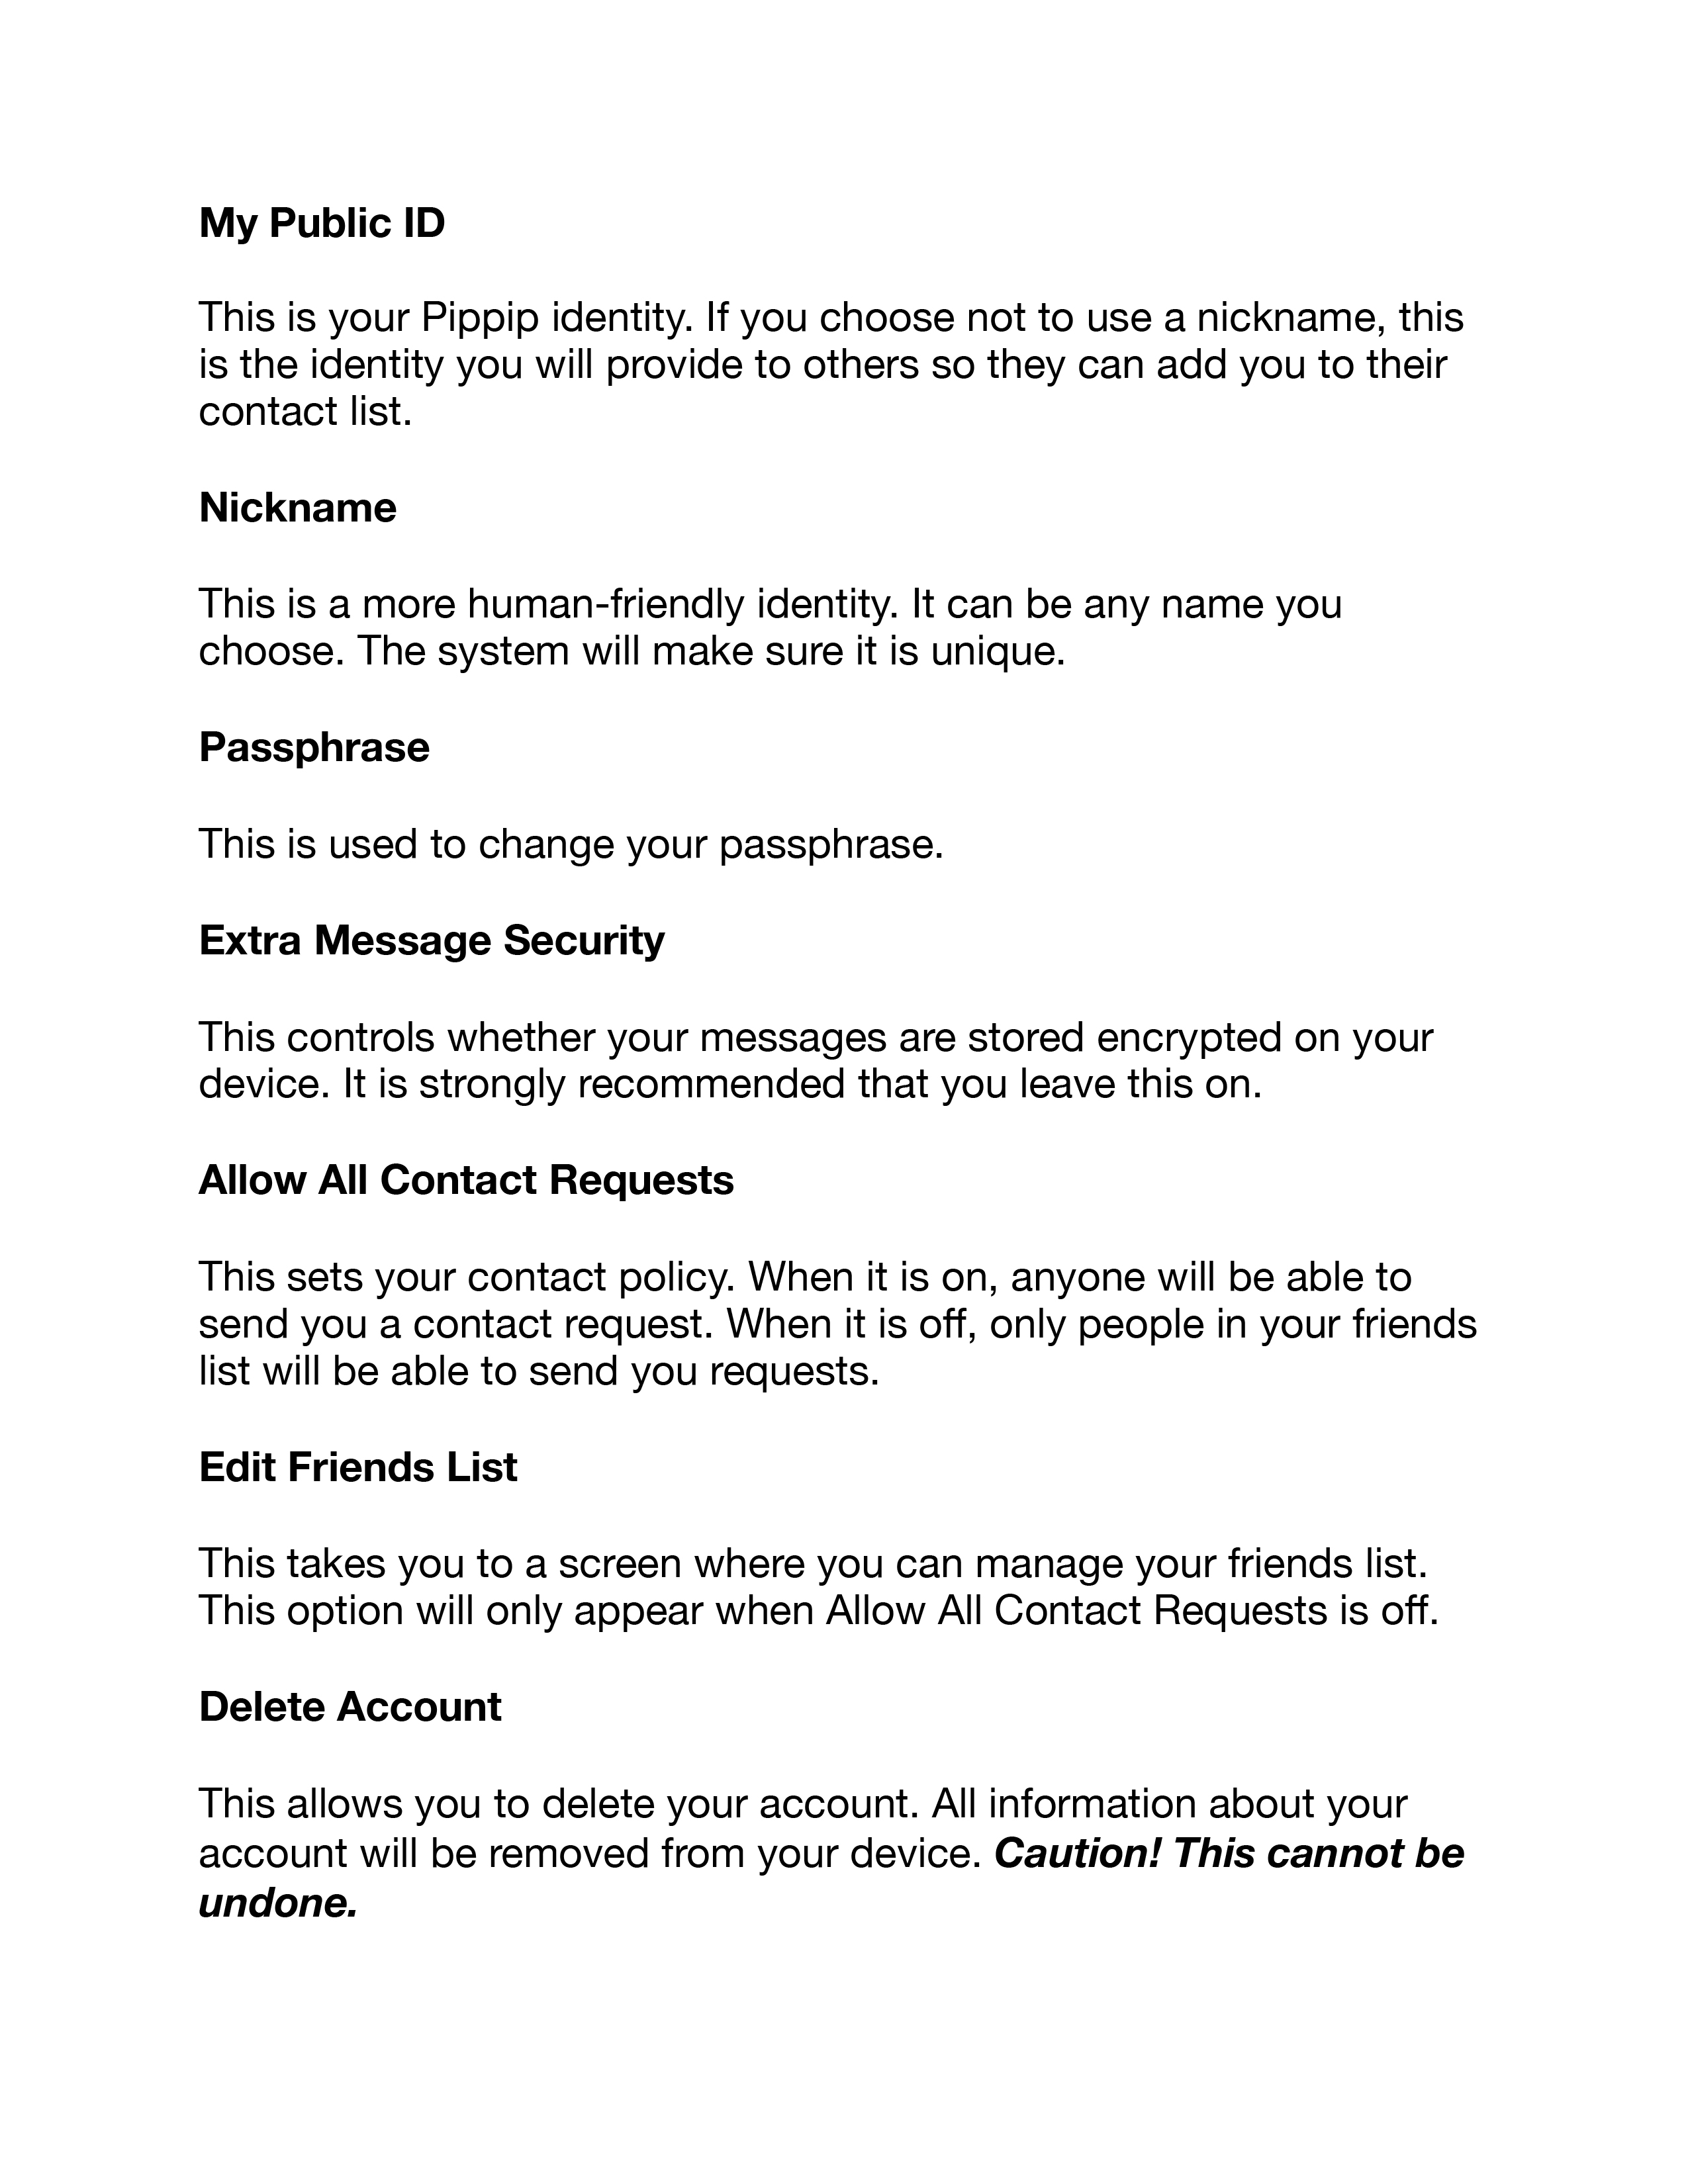 My Public ID
This is your Pippip identity. If you choose not to use a nickname, this
is the identity you will provide to others so they can add you to their
contact list.
Nickname
This is a more human-friendly identity. It can be any name you
choose. The system will make sure it is unique.
Passphrase
This is used to change your passphrase.
Extra Message Security
This controls whether your messages are stored encrypted on your
device. It is strongly recommended that you leave this on.
Allow All Contact Requests
This sets your contact policy. When it is on, anyone will be able to
send you a contact request. When it is off, only people in your friends
list will be able to send you requests.
Edit Friends List
This takes you to a screen where you can manage your friends list.
This option will only appear when Allow All Contact Requests is off.
Delete Account
This allows you to delete your account. All information about your
account will be removed from your device. Caution! This cannot be
undone.